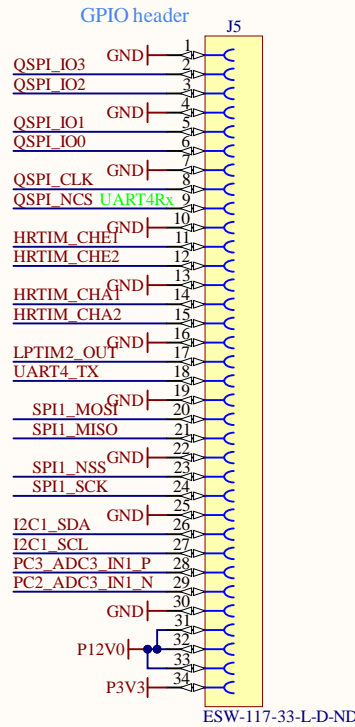 GPIO header
J5
GND 1
QSPI_IO3 2
QSPI_IO2 3
GND 4
QSPI_IO1 5
QSPI_IO0 6
GND 7
QSPI_CLK 8
QSPI_NCS UART4Rx 9
GND 10
HRTIM_CHE1 11
HRTIM_CHE2 12
GND 13
HRTIM_CHA1 14
HRTIM_CHA2 15
GND 16
LPTIM2_OUT 17
UART4_TX 18
GND 19
SPI1_MOSI 20
SPI1_MISO 21
GND 22
SPI1_NSS 23
SPI1_SCK 24
GND 25
I2C1_SDA 26
I2C1_SCL 27
PC3_ADC3_IN1_P 28
PC2_ADC3_IN1_N 29
GND 30
31
P12V0 32
33
P3V3 34
ESW-117-33-L-D-ND